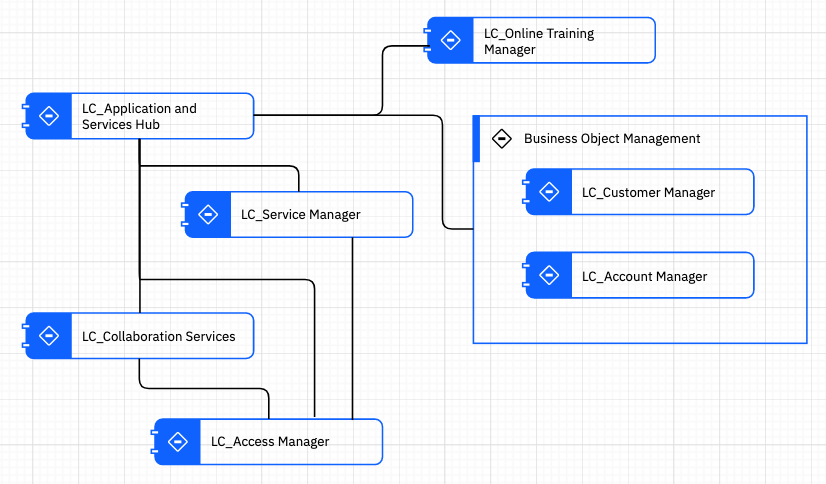 LC_Online Training
Manager
LC_Application and
Services Hub
Business Object Management
LC_Customer Manager
LC_Service Manager
LC_Account Manager
LC_Collaboration Services
LC_Access Manager